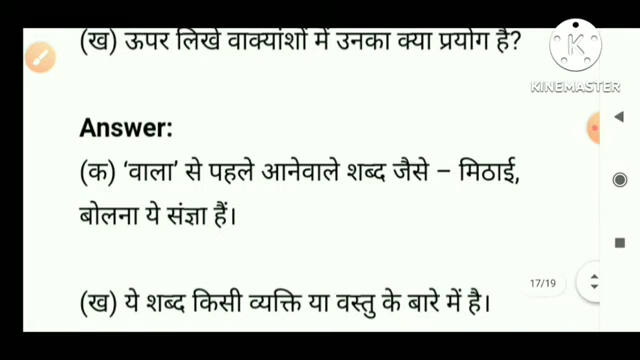 (ख) ऊपर लिखे वाक्यांशों में उनका क्या प्रयोग है?
KINEMASTER
Answer:
(क) ‘वाला’ से पहले आनेवाले शब्द जैसे – मिठाई,
बोलना ये संज्ञा हैं।
17/19
(ख) ये शब्द किसी व्यक्ति या वस्तु के बारे में है।